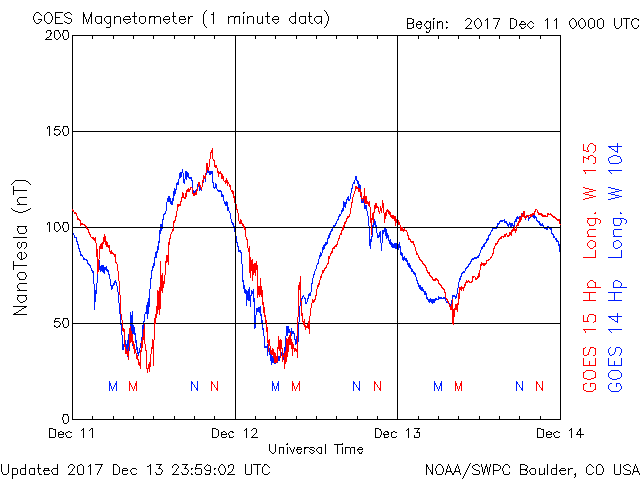 GOES Magnetometer (1 minute data)
Begin: 2017 Dec 11 0000 UTC
200
150
100
50
0
NanoTesla (nT)
M M N N M M N N M M N N
Dec 11 Dec 12 Dec 13 Dec 14
Universal Time
GOES 15 Hp Long. W 135
GOES 14 Hp Long. W 104
Updated 2017 Dec 13 23:59:02 UTC
NOAA/SWPC Boulder, CO USA